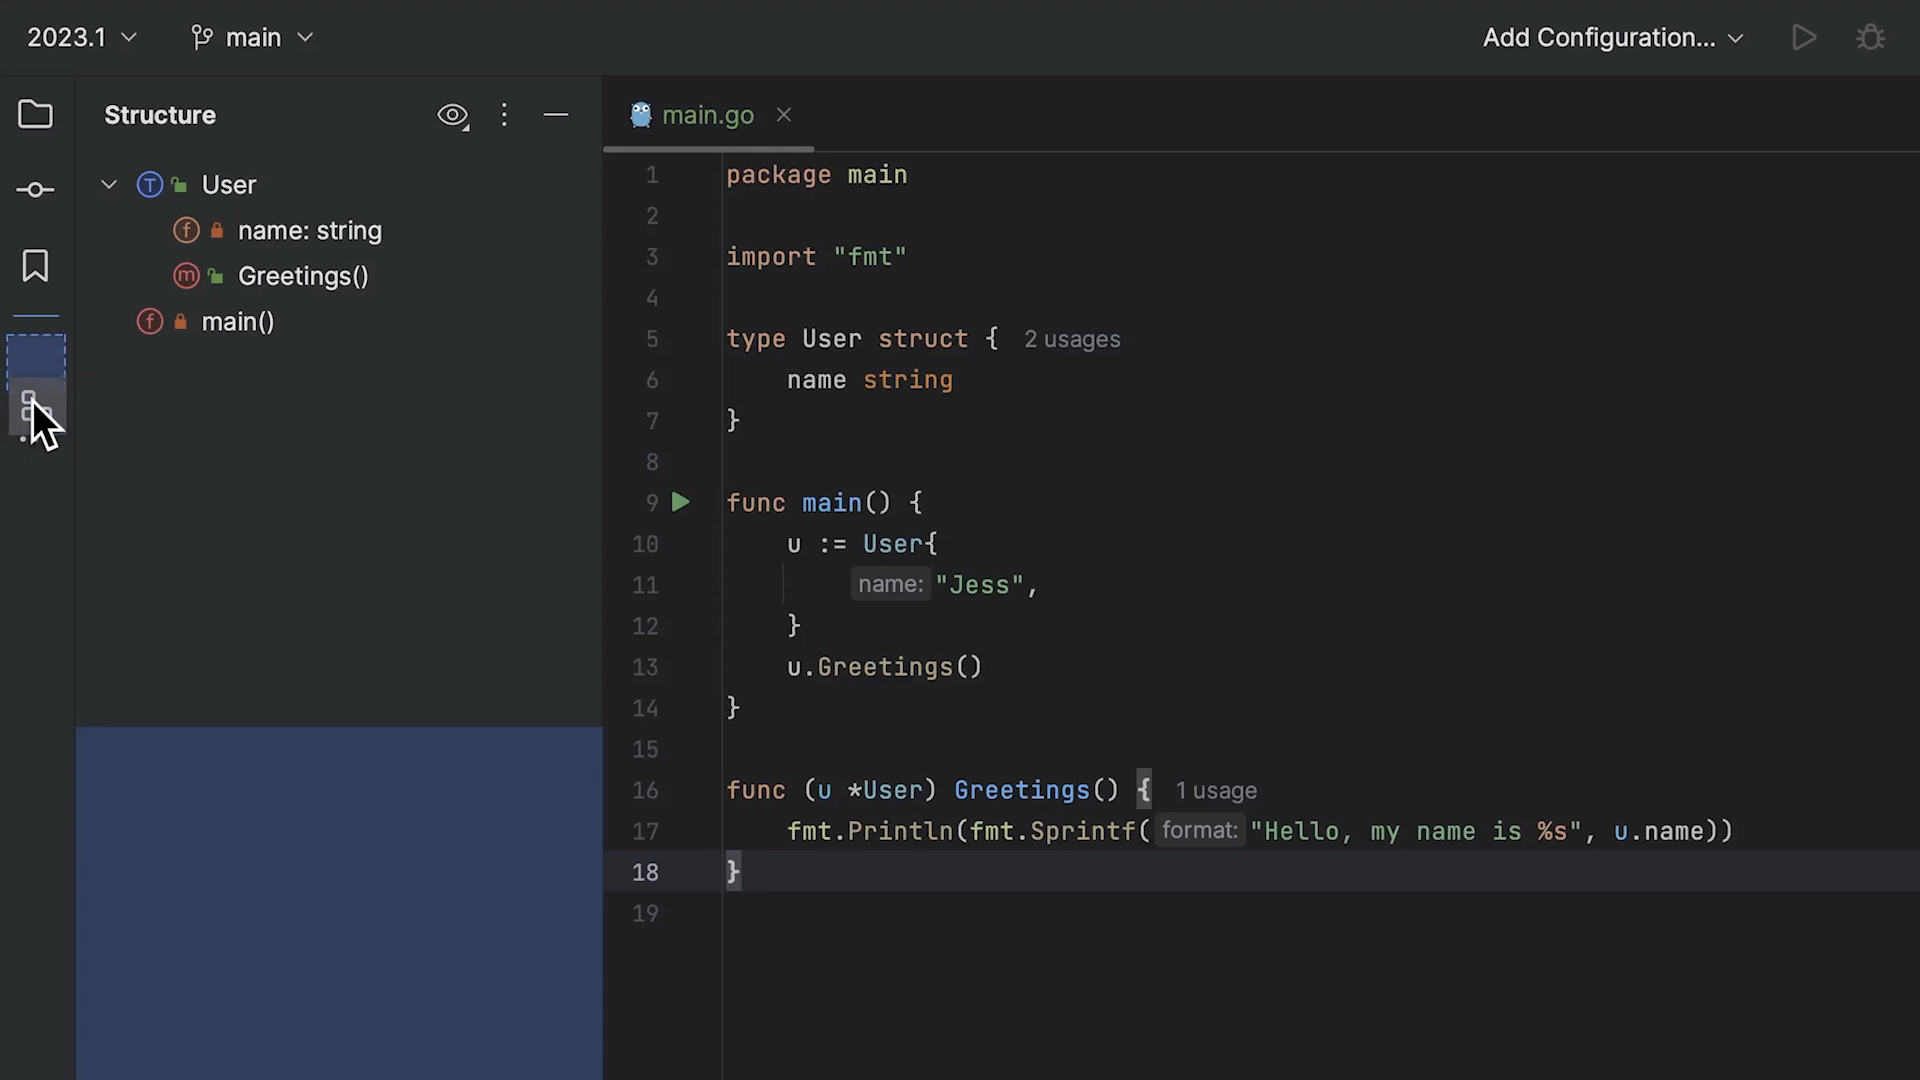 2023.1
main
Add Configuration...
Structure
User
name: string
Greetings()
main()
main.go
1 package main
2
3 import "fmt"
4
5 type User struct { 2 usages
6 name string
7 }
8
9 func main() {
10 u := User{
11 name: "Jess",
12 }
13 u.Greetings()
14 }
15
16 func (u *User) Greetings() { 1 usage
17 fmt.Println(fmt.Sprintf( format: "Hello, my name is %s", u.name))
18 }
19